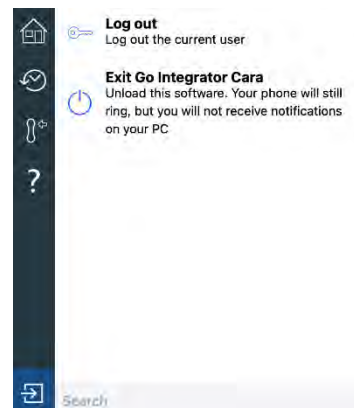 Log out
Log out the current user
Exit Go Integrator Cara
Unload this software. Your phone will still
ring, but you will not receive notifications
on your PC
?
Search